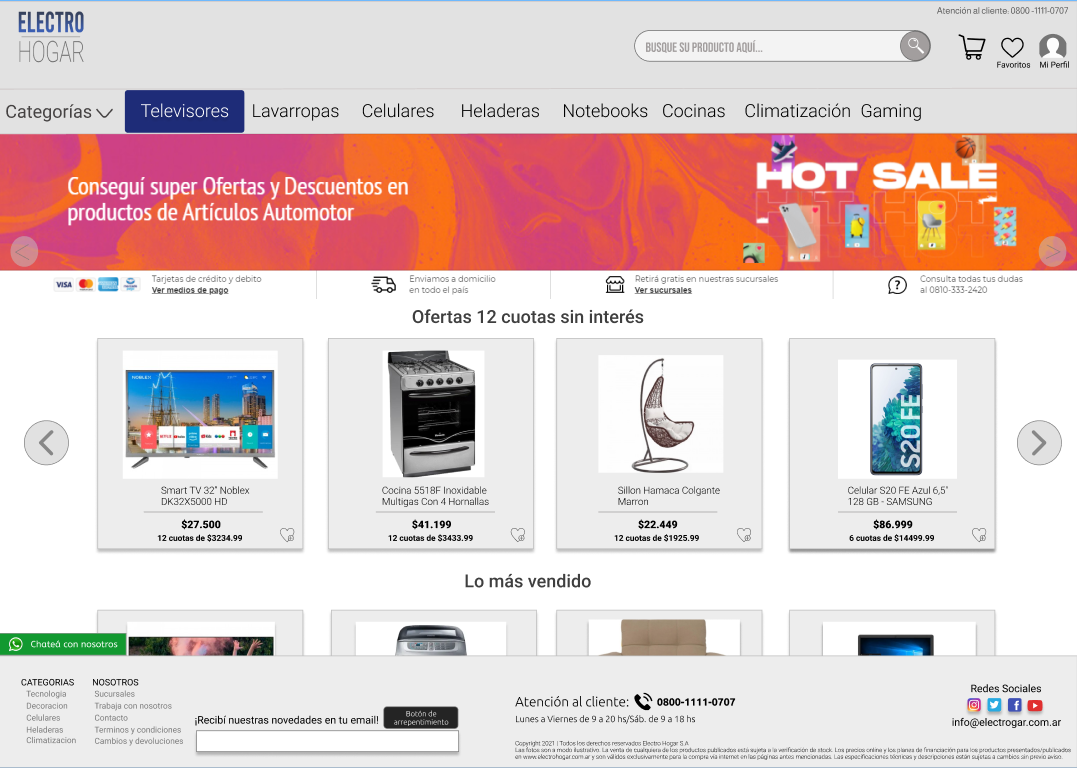 Atención al cliente: 0800 -1111-0707
ELECTRO
HOGAR
BUSQUE SU PRODUCTO AQUÍ...
Favoritos
Mi Perfil
Categorías
Televisores
Lavarropas
Celulares
Heladeras
Notebooks
Cocinas
Climatización
Gaming
Conseguí super Ofertas y Descuentos en
productos de Artículos Automotor
HOT SALE
HOT HOT
<
>
VISA
Tarjetas de crédito y debito
Ver medios de pago
Enviamos a domicilio
en todo el país
Retirá gratis en nuestras sucursales
Ver sucursales
Consulta todas tus dudas
al 0810-333-2420
Ofertas 12 cuotas sin interés
NOBLEX
Smart TV 32" Noblex
DK32X5000 HD
$27.500
12 cuotas de $3234.99
Cocina 5518F Inoxidable
Multigas Con 4 Hornallas
$41.199
12 cuotas de $3433.99
Sillon Hamaca Colgante
Marron
$22.449
12 cuotas de $1925.99
S20 FE
Celular S20 FE Azul 6,5"
128 GB - SAMSUNG
$86.999
6 cuotas de $14499.99
Lo más vendido
Chateá con nosotros
CATEGORIAS
Tecnologia
Decoracion
Celulares
Heladeras
Climatizacion
NOSOTROS
Sucursales
Trabaja con nosotros
Contacto
Terminos y condiciones
Cambios y devoluciones
¡Recibí nuestras novedades en tu email!
Botón de
arrepentimiento
Atención al cliente: 0800-1111-0707
Lunes a Viernes de 9 a 20 hs/Sáb. de 9 a 18 hs
Redes Sociales
info@electrogar.com.ar
Copyright 2021 | Todos los derechos reservados Electro Hogar S.A
Las fotos son a modo ilustrativo. La venta de cualquiera de los productos publicados está sujeta a la verificación de stock. Los precios online y los planes de financiación para los productos presentados/publicados
en www.electrohogar.com.ar y son válidos exclusivamente para la compra vía internet en las páginas antes mencionadas. Las especificaciones técnicas y descripciones están sujetas a cambios sin previo aviso.